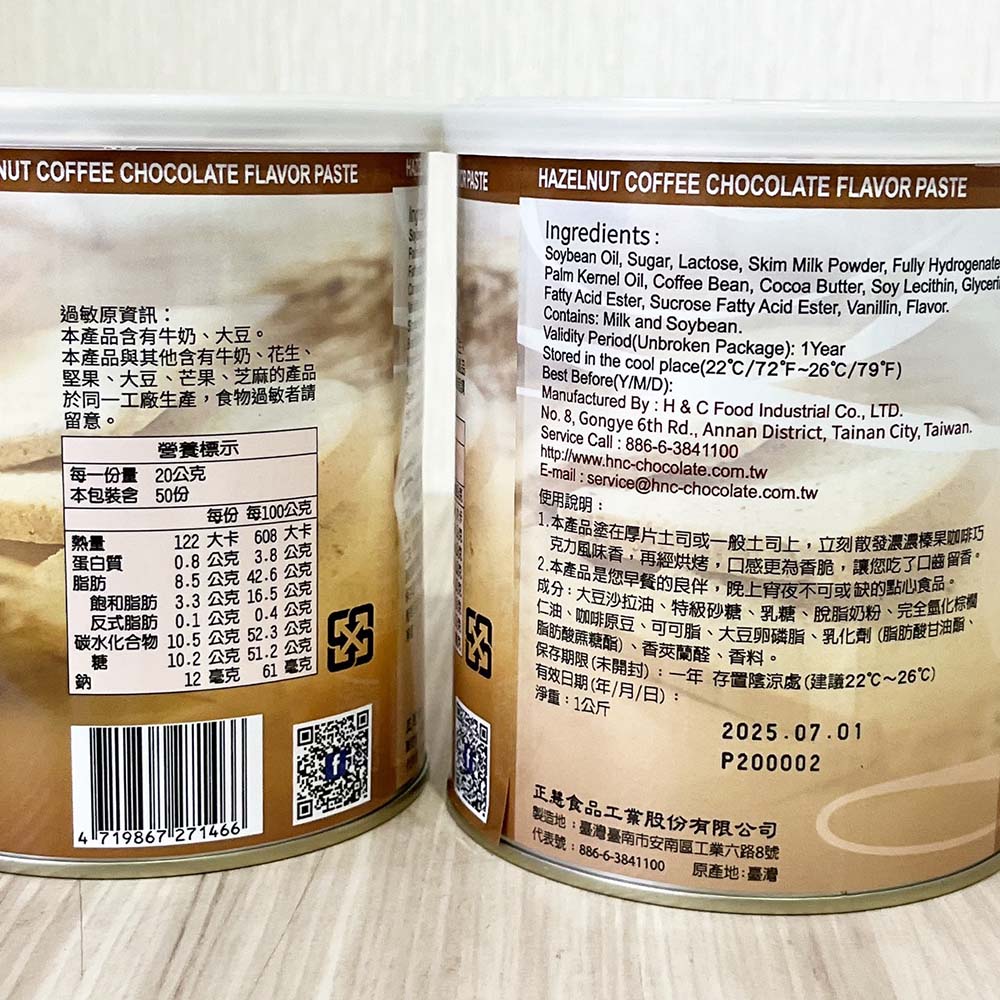 NUT COFFEE CHOCOLATE FLAVOR PASTE
過敏原資訊：
本產品含有牛奶、大豆。
本產品與其他含有牛奶、花生、
堅果、大豆、芒果、芝麻的產品
於同一工廠生產，食物過敏者請
留意。
營養標示
每一份量 20公克
本包裝含 50份
每份 每100公克
熱量 122 大卡 608 大卡
蛋白質 0.8 公克 3.8 公克
脂肪 8.5 公克 42.6 公克
飽和脂肪 3.3 公克 16.5 公克
反式脂肪 0.1 公克 0.4 公克
碳水化合物 10.5 公克 52.3 公克
糖 10.2 公克 51.2 公克
鈉 12 毫克 61 毫克
4 719867 271466
PASTE
HAZELNUT COFFEE CHOCOLATE FLAVOR PASTE
Ingredients :
Soybean Oil, Sugar, Lactose, Skim Milk Powder, Fully Hydrogenate
Palm Kernel Oil, Coffee Bean, Cocoa Butter, Soy Lecithin, Glyceri
Fatty Acid Ester, Sucrose Fatty Acid Ester, Vanillin, Flavor.
Contains: Milk and Soybean.
Validity Period(Unbroken Package): 1Year
Stored in the cool place(22°C/72°F~26°C/79°F)
Best Before(Y/M/D):
Manufactured By : H & C Food Industrial Co., LTD.
No. 8, Gongye 6th Rd., Annan District, Tainan City, Taiwan.
Service Call : 886-6-3841100
http://www.hnc-chocolate.com.tw
E-mail : service@hnc-chocolate.com.tw
使用說明：
1.本產品塗在厚片土司或一般土司上，立刻散發濃濃榛果咖啡巧
克力風味香，再經烘烤，口感更為香脆，讓您吃了口齒留香。
2.本產品是您早餐的良伴，晚上宵夜不可或缺的點心食品。
成分：大豆沙拉油、特級砂糖、乳糖、脫脂奶粉、完全氫化棕櫚
仁油、咖啡原豆、可可脂、大豆卵磷脂、乳化劑 (脂肪酸甘油酯、
脂肪酸蔗糖酯)、香莢蘭醛、香料。
保存期限(未開封)：一年 存置陰涼處(建議22℃~26℃)
有效日期(年/月/日)：
淨重：1公斤
2025.07.01
P200002
正慧食品工業股份有限公司
製造地：臺灣臺南市安南區工業六路8號
代表號：886-6-3841100 原產地：臺灣